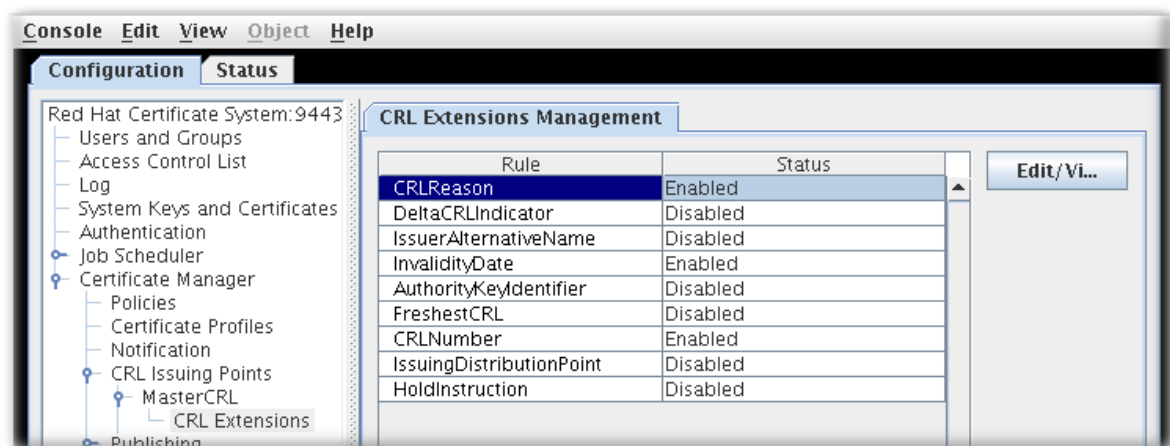 Console Edit View Object Help
Configuration Status
Red Hat Certificate System:9443
Users and Groups
Access Control List
Log
System Keys and Certificates
Authentication
Job Scheduler
Certificate Manager
Policies
Certificate Profiles
Notification
CRL Issuing Points
MasterCRL
CRL Extensions
Publishing
CRL Extensions Management
Rule Status
CRLReason Enabled
DeltaCRLIndicator Disabled
IssuerAlternativeName Disabled
InvalidityDate Enabled
AuthorityKeyIdentifier Disabled
FreshestCRL Disabled
CRLNumber Enabled
IssuingDistributionPoint Disabled
HoldInstruction Disabled
Edit/Vi...